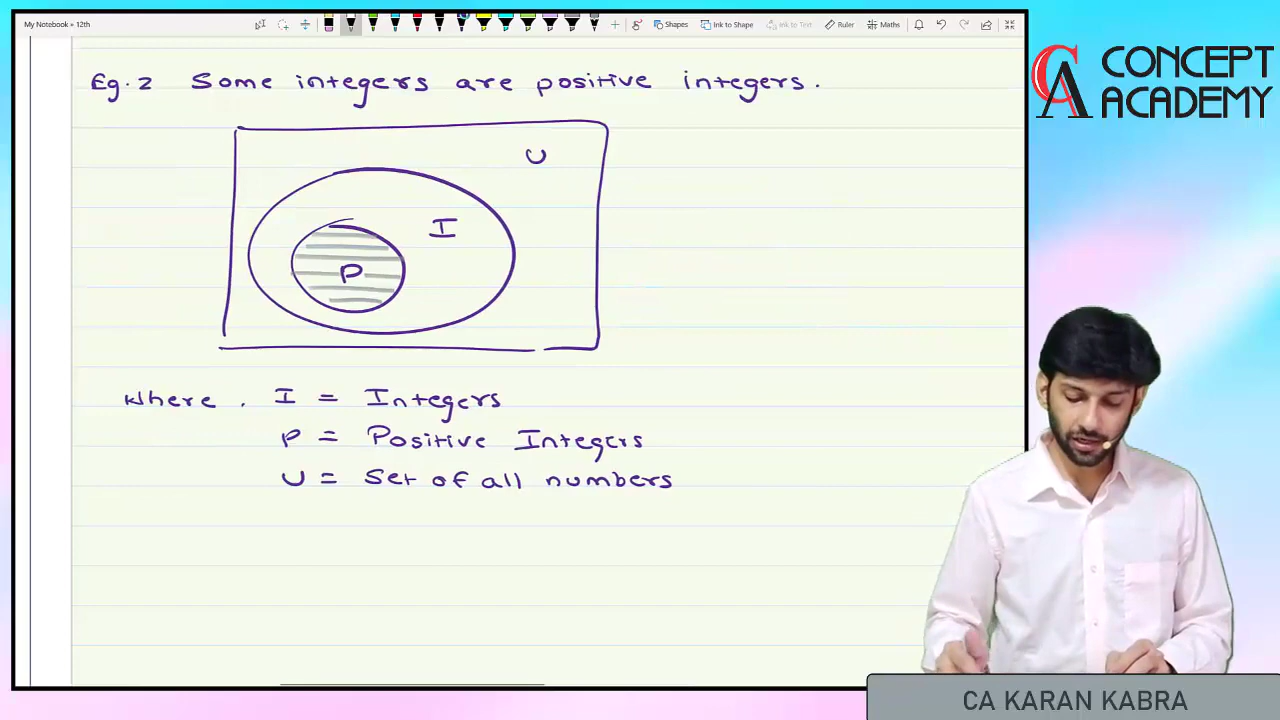 My Notebook » 12th
Shapes
Ink to Shape
Ink to Text
Ruler
Maths
CONCEPT
ACADEMY
CA
Eg. 2 Some integers are positive integers.
U
I
P
Where . I = Integers
P = Positive Integers
U = Set of all numbers
CA KARAN KABRA